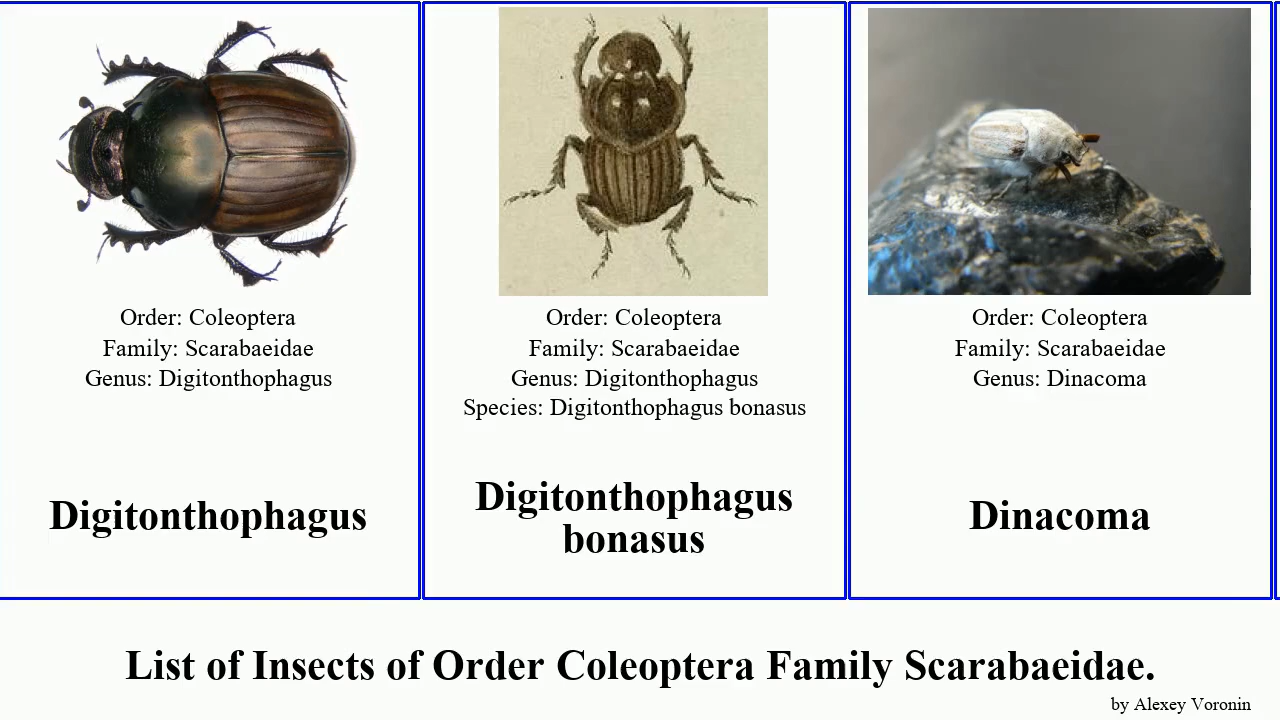 Order: Coleoptera
Family: Scarabaeidae
Genus: Digitonthophagus
Digitonthophagus
Order: Coleoptera
Family: Scarabaeidae
Genus: Digitonthophagus
Species: Digitonthophagus bonasus
Digitonthophagus
bonasus
Order: Coleoptera
Family: Scarabaeidae
Genus: Dinacoma
Dinacoma
List of Insects of Order Coleoptera Family Scarabaeidae.
by Alexey Voronin